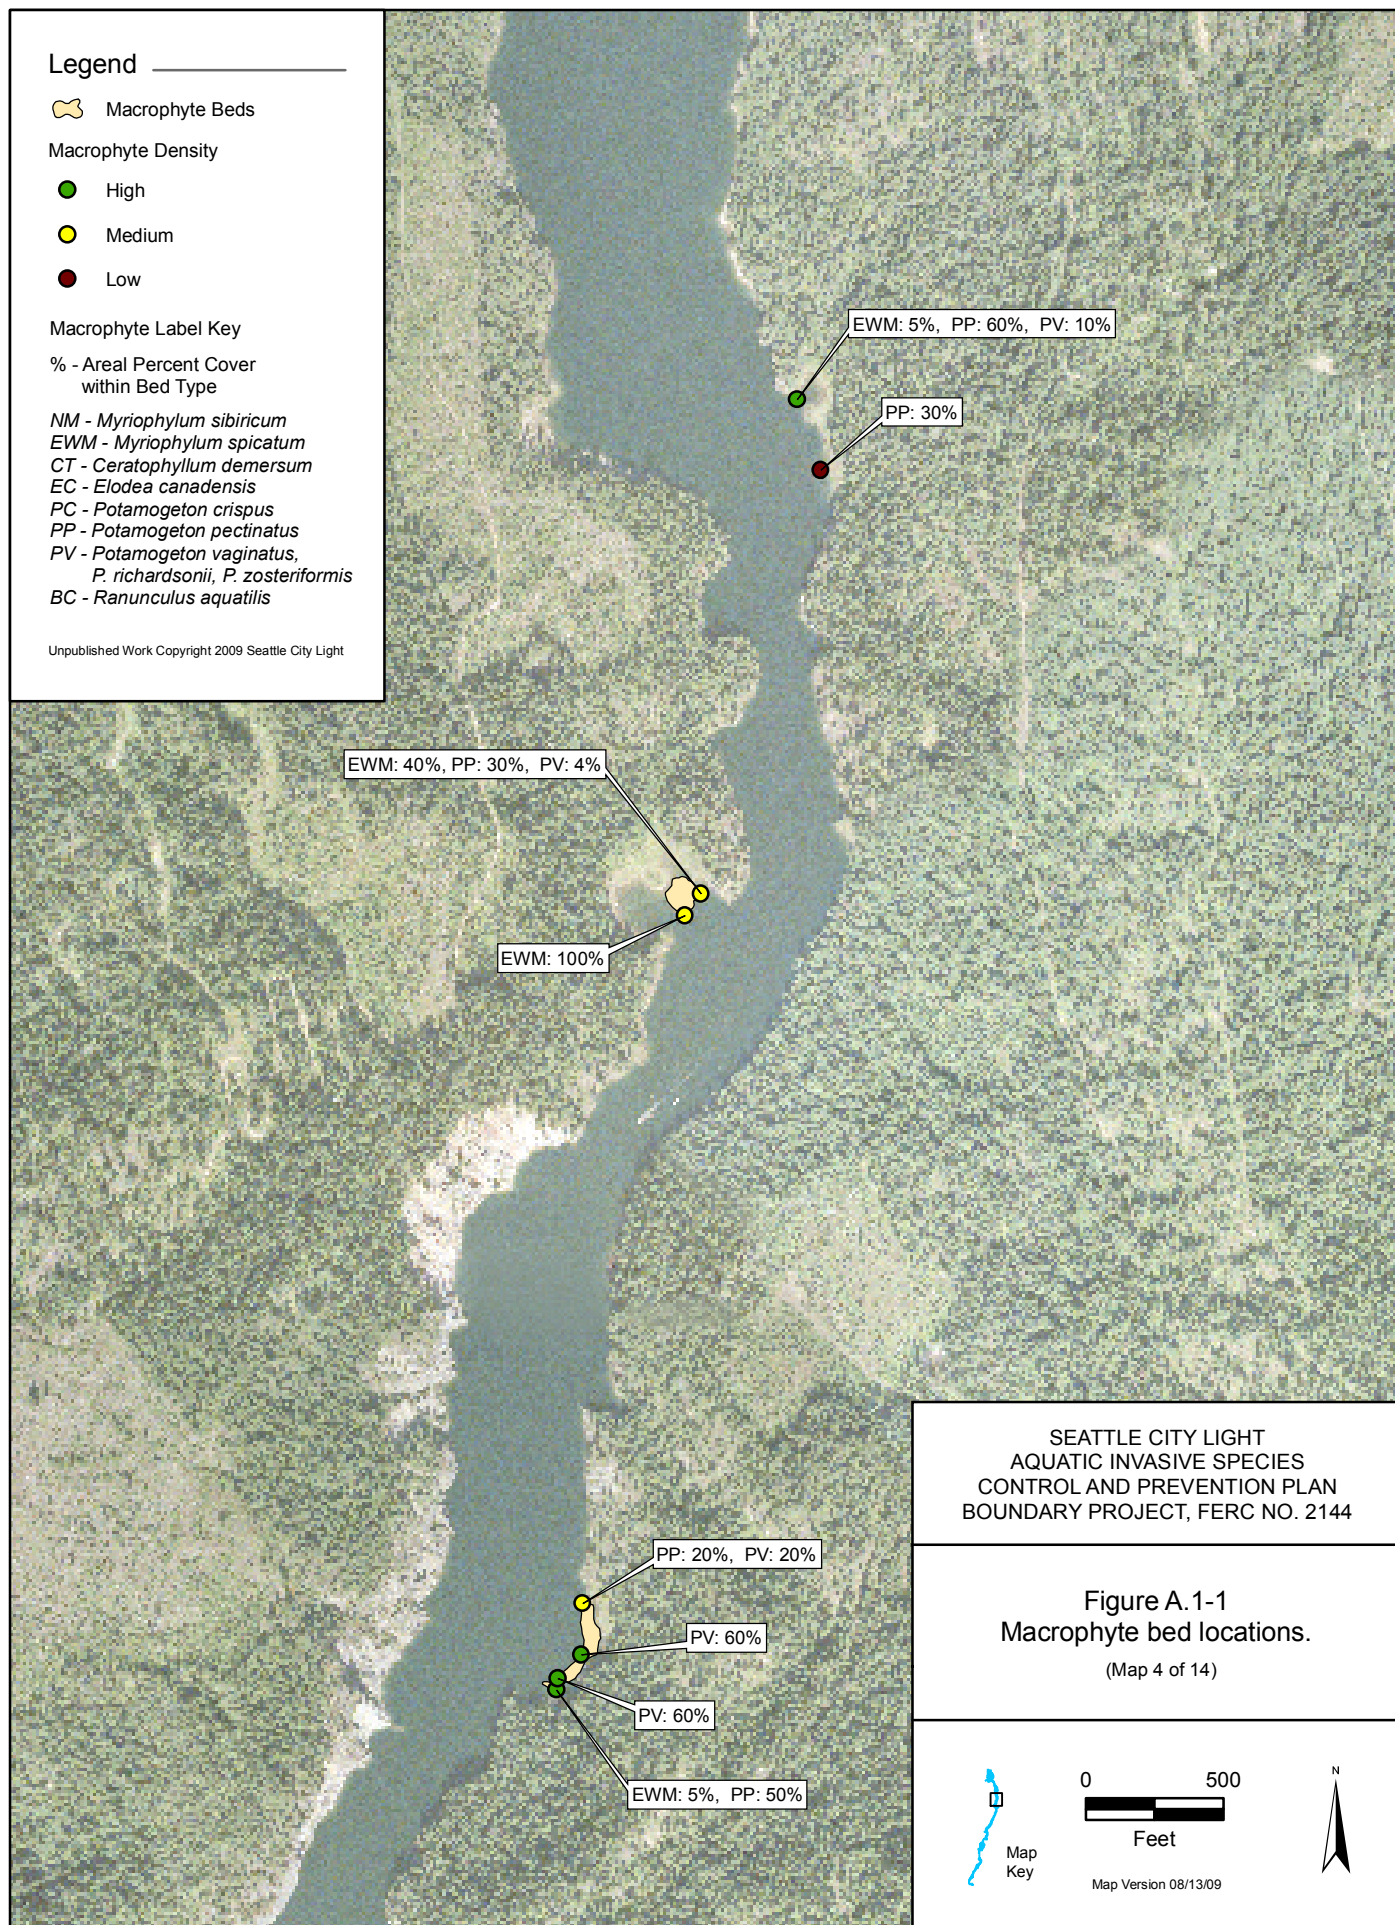 Legend
Macrophyte Beds
Macrophyte Density
High
Medium
Low
Macrophyte Label Key
% - Areal Percent Cover
within Bed Type
NM - Myriophylum sibiricum
EWM - Myriophylum spicatum
CT - Ceratophyllum demersum
EC - Elodea canadensis
PC - Potamogeton crispus
PP - Potamogeton pectinatus
PV - Potamogeton vaginatus,
P. richardsonii, P. zosteriformis
BC - Ranunculus aquatilis
Unpublished Work Copyright 2009 Seattle City Light
EWM: 5%, PP: 60%, PV: 10%
PP: 30%
EWM: 40%, PP: 30%, PV: 4%
EWM: 100%
PP: 20%, PV: 20%
PV: 60%
PV: 60%
EWM: 5%, PP: 50%
SEATTLE CITY LIGHT
AQUATIC INVASIVE SPECIES
CONTROL AND PREVENTION PLAN
BOUNDARY PROJECT, FERC NO. 2144
Figure A.1-1
Macrophyte bed locations.
(Map 4 of 14)
Map
Key
0 500
Feet
Map Version 08/13/09
N